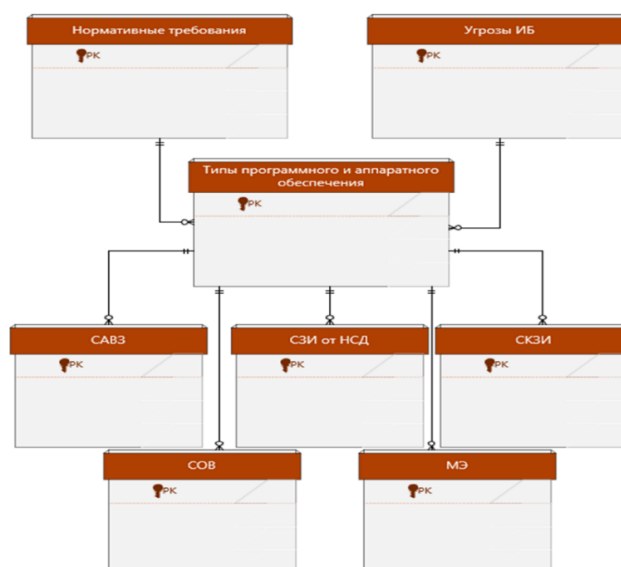 Нормативные требования
PK
Угрозы ИБ
PK
Типы программного и аппаратного
обеспечения
PK
САВЗ
PK
СЗИ от НСД
PK
СКЗИ
PK
СОВ
PK
МЭ
PK